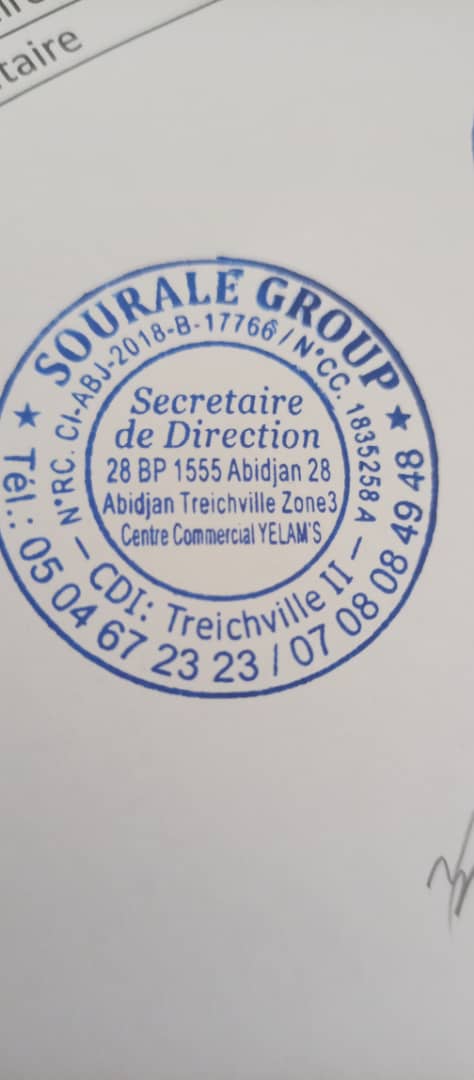 taire
SOURALÉ GROUP
N°RC. CI-ABJ-2018-B-17766 / N°CC. 1835258 A
Secretaire
de Direction
28 BP 1555 Abidjan 28
Abidjan Treichville Zone3
Centre Commercial YELAM'S
— CDI: Treichville II —
Tél.: 05 04 67 23 23 / 07 08 08 49 48